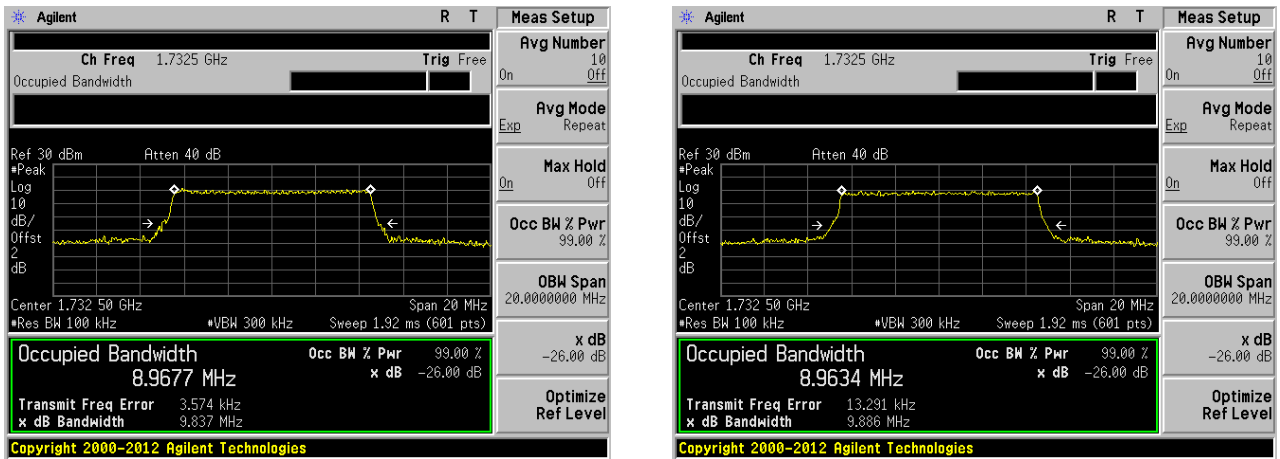 Agilent R T
Meas Setup
Ch Freq 1.7325 GHz Trig Free
Occupied Bandwidth
Avg Number
10
On Off
Avg Mode
Exp Repeat
Ref 30 dBm Atten 40 dB
#Peak
Log
10
dB/
Offst
2
dB
Max Hold
On Off
Occ BW % Pwr
99.00 %
OBW Span
20.0000000 MHz
Center 1.732 50 GHz Span 20 MHz
#Res BW 100 kHz #VBW 300 kHz Sweep 1.92 ms (601 pts)
x dB
-26.00 dB
Occupied Bandwidth Occ BW % Pwr 99.00 %
8.9677 MHz x dB -26.00 dB
Transmit Freq Error 3.574 kHz
x dB Bandwidth 9.837 MHz
Optimize
Ref Level
Copyright 2000-2012 Agilent Technologies
Agilent R T
Meas Setup
Ch Freq 1.7325 GHz Trig Free
Occupied Bandwidth
Avg Number
10
On Off
Avg Mode
Exp Repeat
Ref 30 dBm Atten 40 dB
#Peak
Log
10
dB/
Offst
2
dB
Max Hold
On Off
Occ BW % Pwr
99.00 %
OBW Span
20.0000000 MHz
Center 1.732 50 GHz Span 20 MHz
#Res BW 100 kHz #VBW 300 kHz Sweep 1.92 ms (601 pts)
x dB
-26.00 dB
Occupied Bandwidth Occ BW % Pwr 99.00 %
8.9634 MHz x dB -26.00 dB
Transmit Freq Error 13.291 kHz
x dB Bandwidth 9.886 MHz
Optimize
Ref Level
Copyright 2000-2012 Agilent Technologies